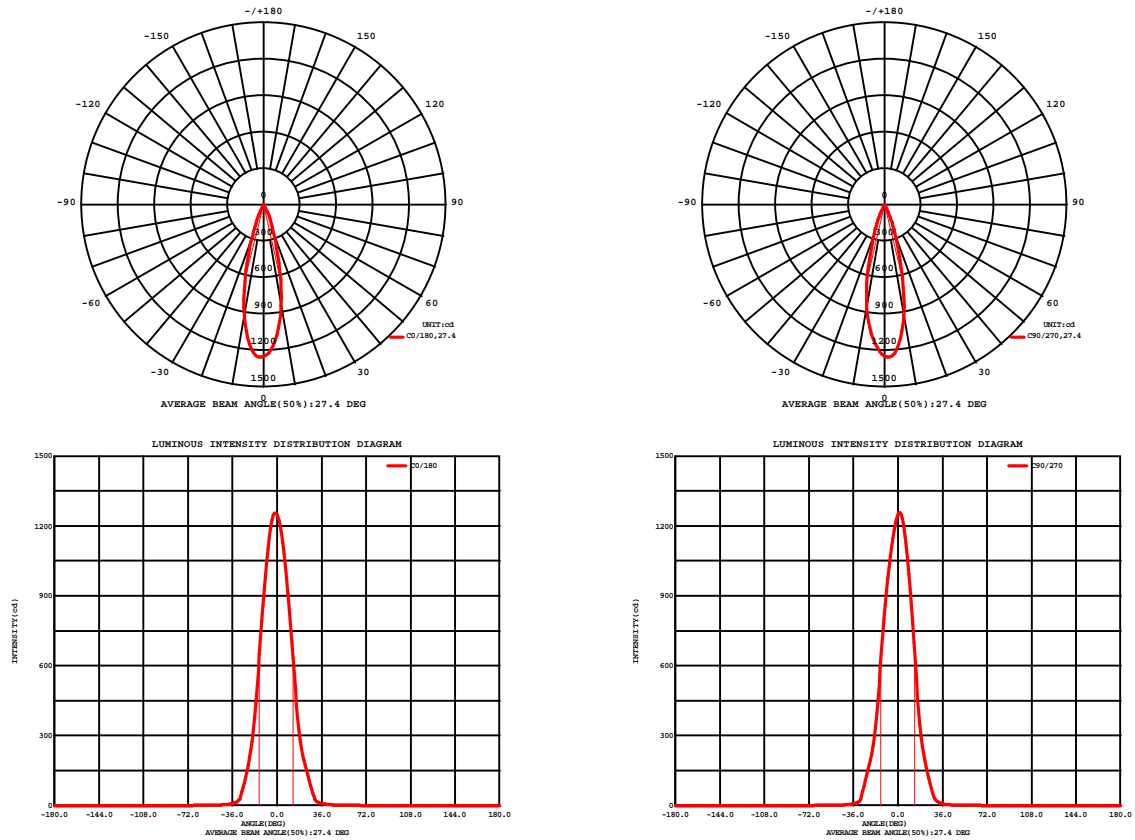 -/+180
-150 150
-120 120
-90 90
-60 60
-30 30
0
0
300
600
900
1200
1500
UNIT:cd
C0/180,27.4
AVERAGE BEAM ANGLE(50%):27.4 DEG
-/+180
-150 150
-120 120
-90 90
-60 60
-30 30
0
0
300
600
900
1200
1500
UNIT:cd
C90/270,27.4
AVERAGE BEAM ANGLE(50%):27.4 DEG
LUMINOUS INTENSITY DISTRIBUTION DIAGRAM
C0/180
INTENSITY(cd)
1500
1200
900
600
300
0
-180.0 -144.0 -108.0 -72.0 -36.0 0.0 36.0 72.0 108.0 144.0 180.0
ANGLE(DEG)
AVERAGE BEAM ANGLE(50%):27.4 DEG
LUMINOUS INTENSITY DISTRIBUTION DIAGRAM
C90/270
INTENSITY(cd)
1500
1200
900
600
300
0
-180.0 -144.0 -108.0 -72.0 -36.0 0.0 36.0 72.0 108.0 144.0 180.0
ANGLE(DEG)
AVERAGE BEAM ANGLE(50%):27.4 DEG